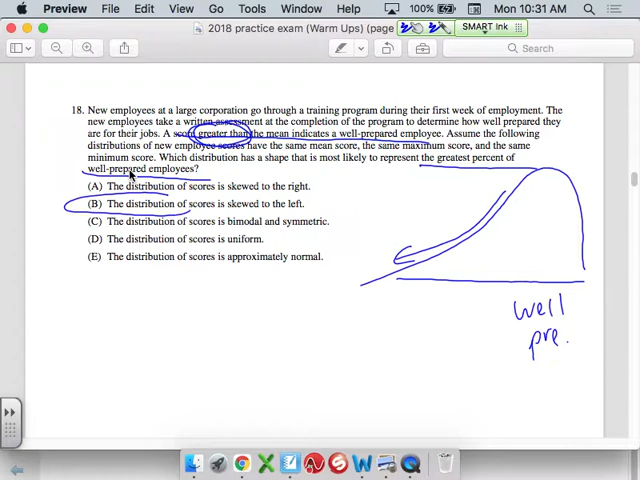 Preview File Edit View Go Tools Window Help 100% Mon 10:31 AM
2018 practice exam (Warm Ups) (page
SMART Ink
Search
18. New employees at a large corporation go through a training program during their first week of employment. The
new employees take a written assessment at the completion of the program to determine how well prepared they
are for their jobs. A score greater than the mean indicates a well-prepared employee. Assume the following
distributions of new employee scores have the same mean score, the same maximum score, and the same
minimum score. Which distribution has a shape that is most likely to represent the greatest percent of
well-prepared employees?
(A) The distribution of scores is skewed to the right.
(B) The distribution of scores is skewed to the left.
(C) The distribution of scores is bimodal and symmetric.
(D) The distribution of scores is uniform.
(E) The distribution of scores is approximately normal.
well
pre.